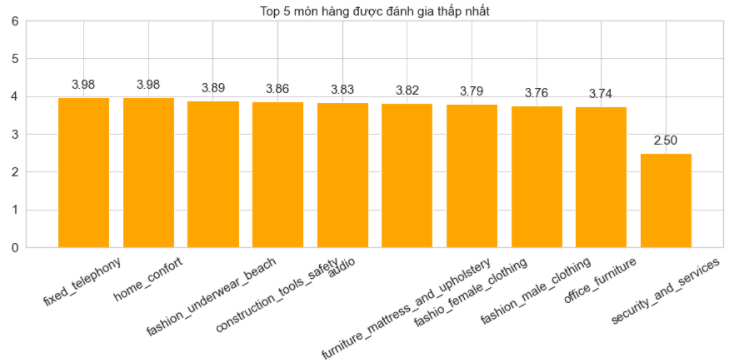 Top 5 món hàng được đánh gia thấp nhất
6
5
4
3
2
1
0
3.98
3.98
3.89
3.86
3.83
3.82
3.79
3.76
3.74
2.50
fixed_telephony
home_confort
fashion_underwear_beach
construction_tools_safety
audio
furniture_mattress_and_upholstery
fashio_female_clothing
fashion_male_clothing
office_furniture
security_and_services